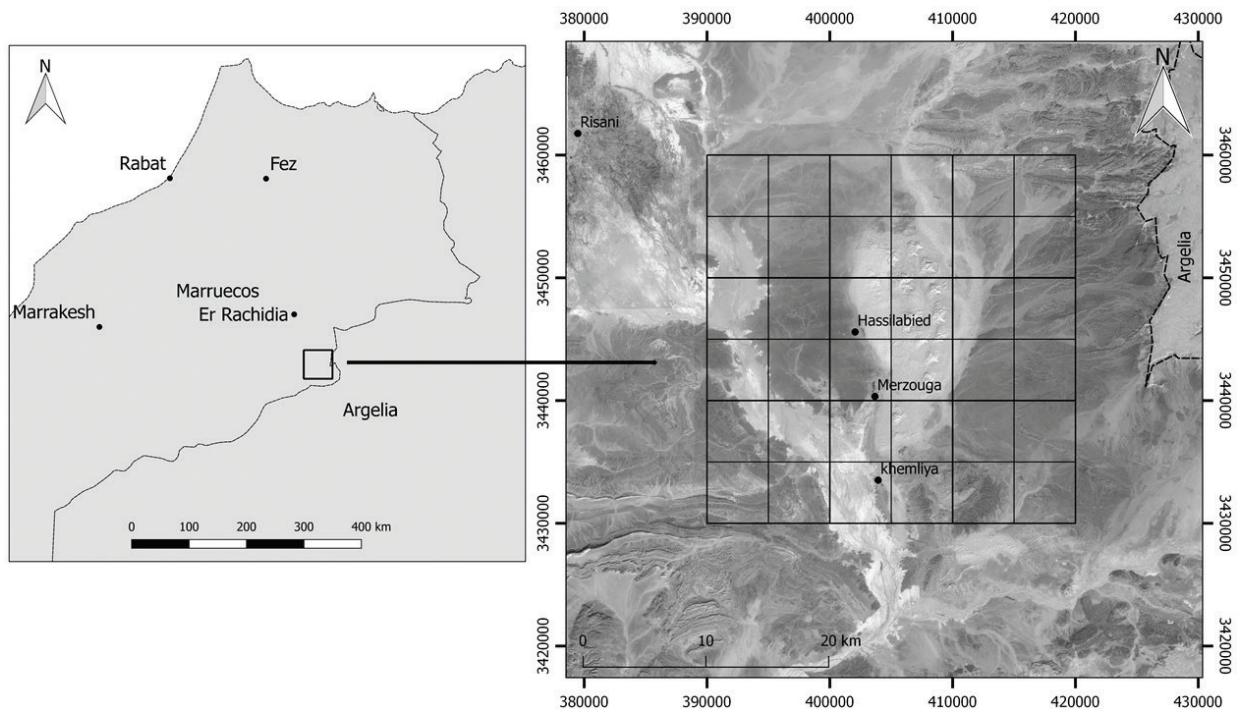 N
Rabat
Fez
Marruecos
Er Rachidia
Marrakesh
Argelia
0 100 200 300 400 km
380000 390000 400000 410000 420000 430000
N
Risani
3460000
3460000
Argelia
3450000
3450000
Hassilabied
Merzouga
3440000
3440000
khemliya
3430000
3430000
3420000
3420000
0 10 20 km
380000 390000 400000 410000 420000 430000